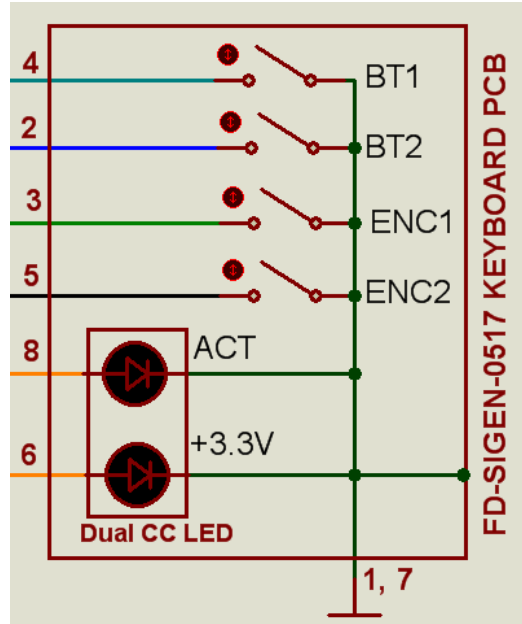 4
BT1
2
BT2
3
ENC1
5
ENC2
8
ACT
6
+3.3V
Dual CC LED
1, 7
FD-SIGEN-0517 KEYBOARD PCB